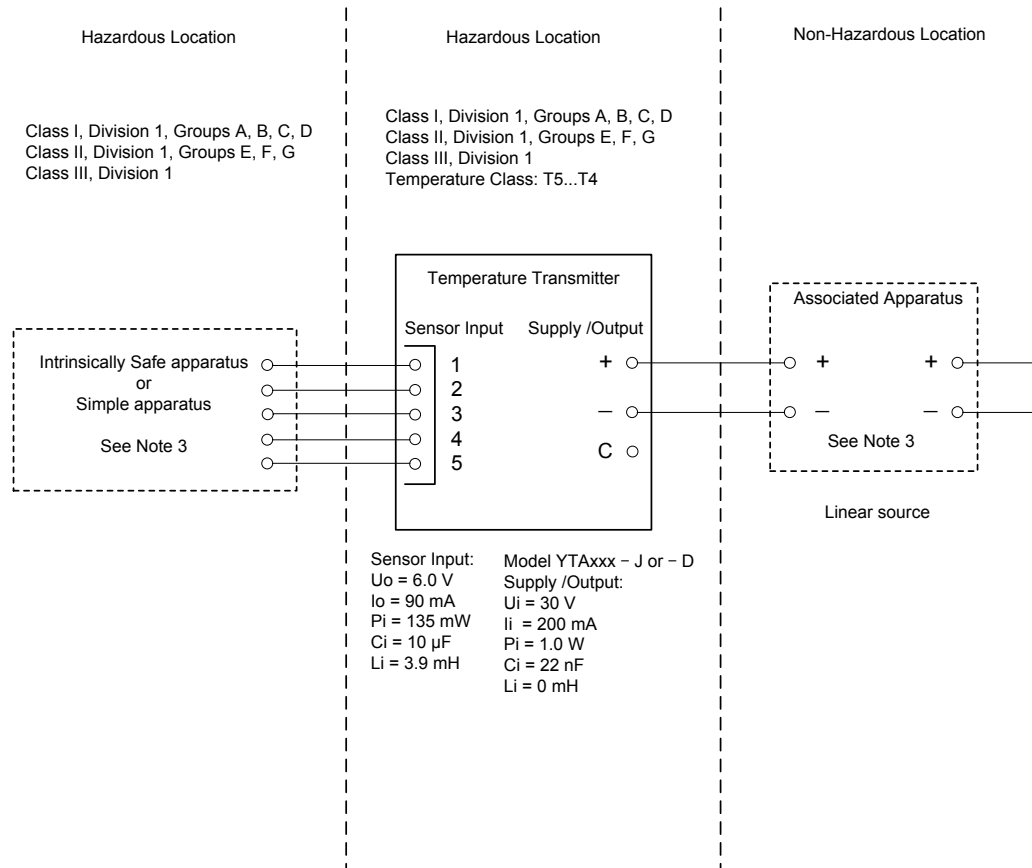 Hazardous Location
Class I, Division 1, Groups A, B, C, D
Class II, Division 1, Groups E, F, G
Class III, Division 1
Intrinsically Safe apparatus
or
Simple apparatus
See Note 3
Hazardous Location
Class I, Division 1, Groups A, B, C, D
Class II, Division 1, Groups E, F, G
Class III, Division 1
Temperature Class: T5...T4
Temperature Transmitter
Sensor Input
1
2
3
4
5
Supply /Output
+
−
C
Sensor Input:
Uo = 6.0 V
Io = 90 mA
Pi = 135 mW
Ci = 10 µF
Li = 3.9 mH
Model YTAxxx − J or − D
Supply /Output:
Ui = 30 V
Ii = 200 mA
Pi = 1.0 W
Ci = 22 nF
Li = 0 mH
Non-Hazardous Location
Associated Apparatus
+ +
− −
See Note 3
Linear source